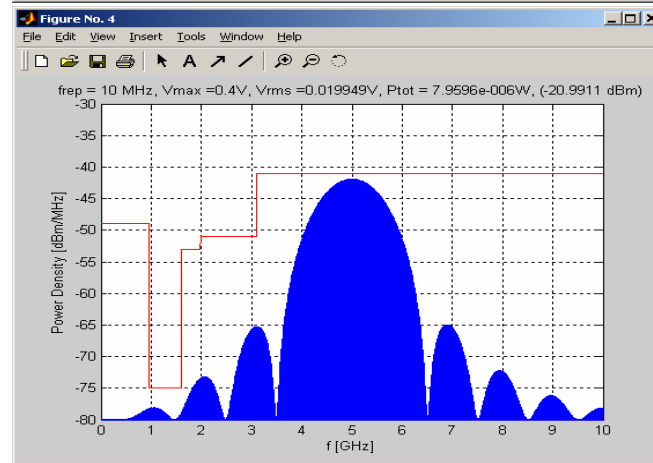 Figure No. 4
File Edit View Insert Tools Window Help
A
frep = 10 MHz, Vmax =0.4V, Vrms =0.019949V, Ptot = 7.9596e-006W, (-20.9911 dBm)
-30
-35
-40
-45
-50
-55
-60
-65
-70
-75
-80
Power Density [dBm/MHz]
0 1 2 3 4 5 6 7 8 9 10
f [GHz]